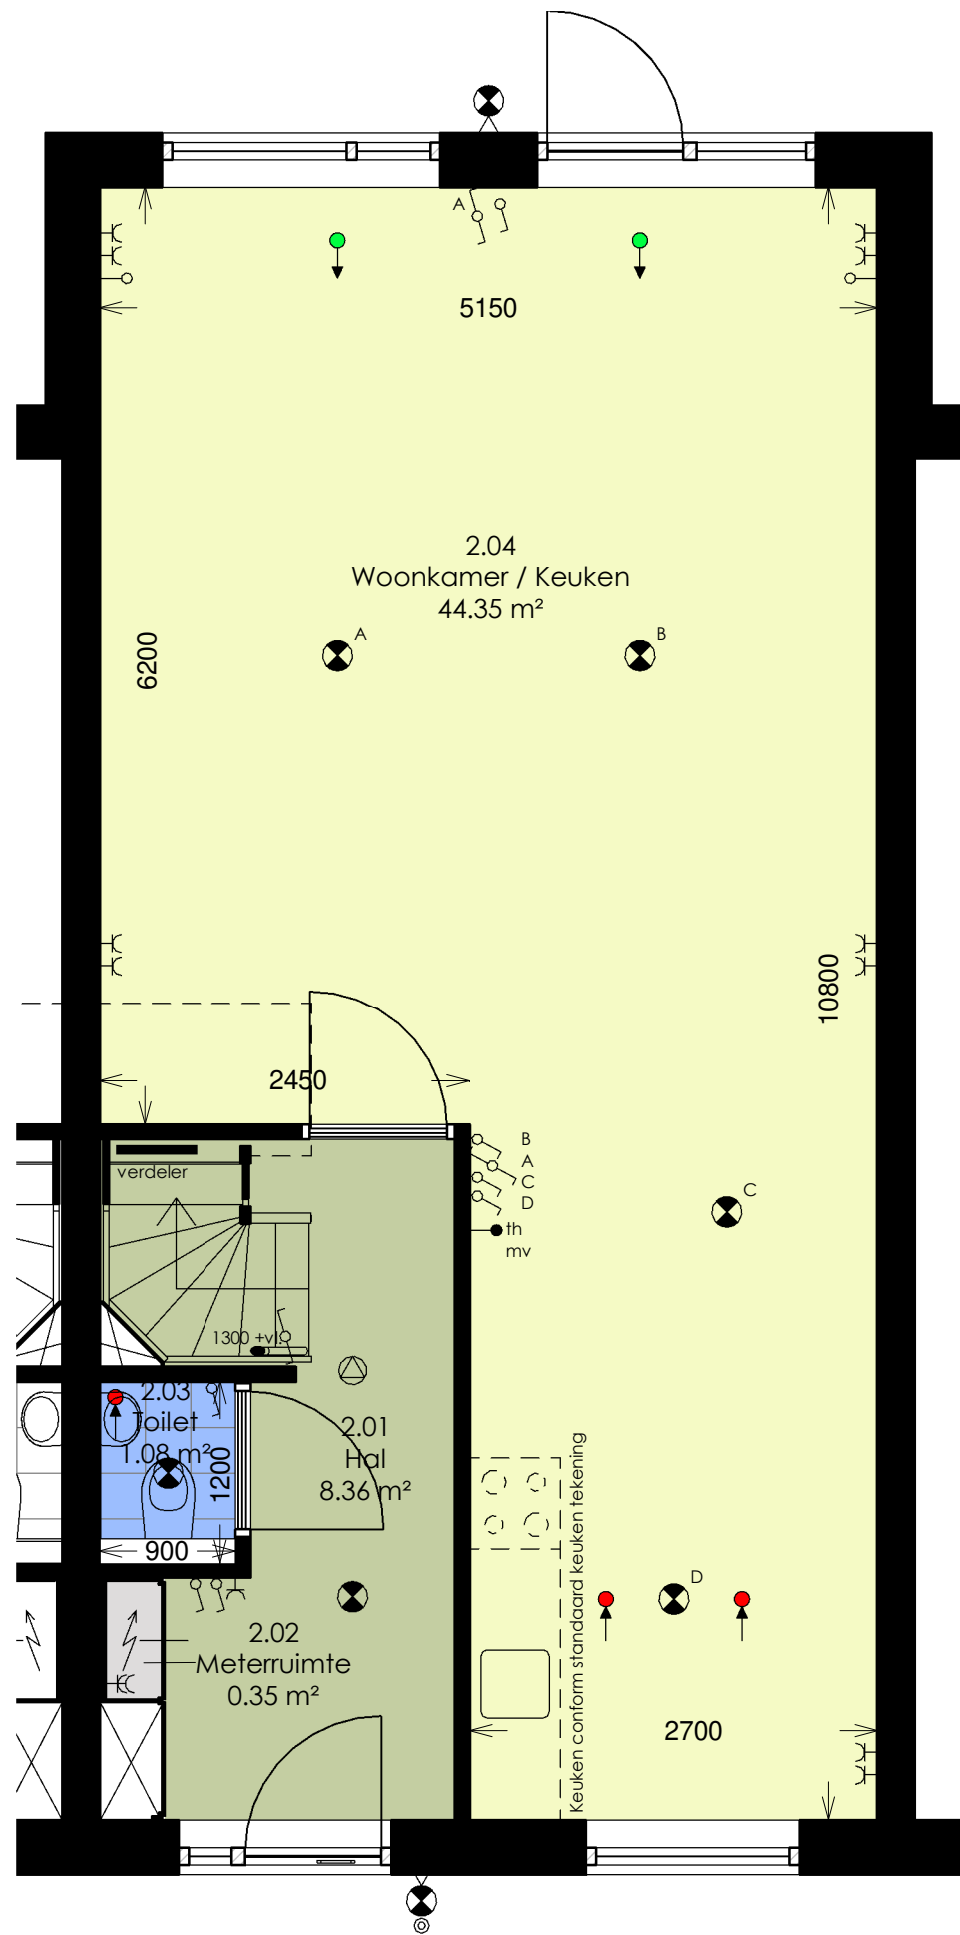 A
5150
2.04
Woonkamer / Keuken
44.35 m²
A
B
6200
10800
2450
B
A
C
D
th
mv
verdeler
C
1300 +vl.
2.03
Toilet
1.08 m²
1200
900
2.01
Hal
8.36 m²
Keuken conform standaard keuken tekening
D
2.02
Meterruimte
0.35 m²
2700